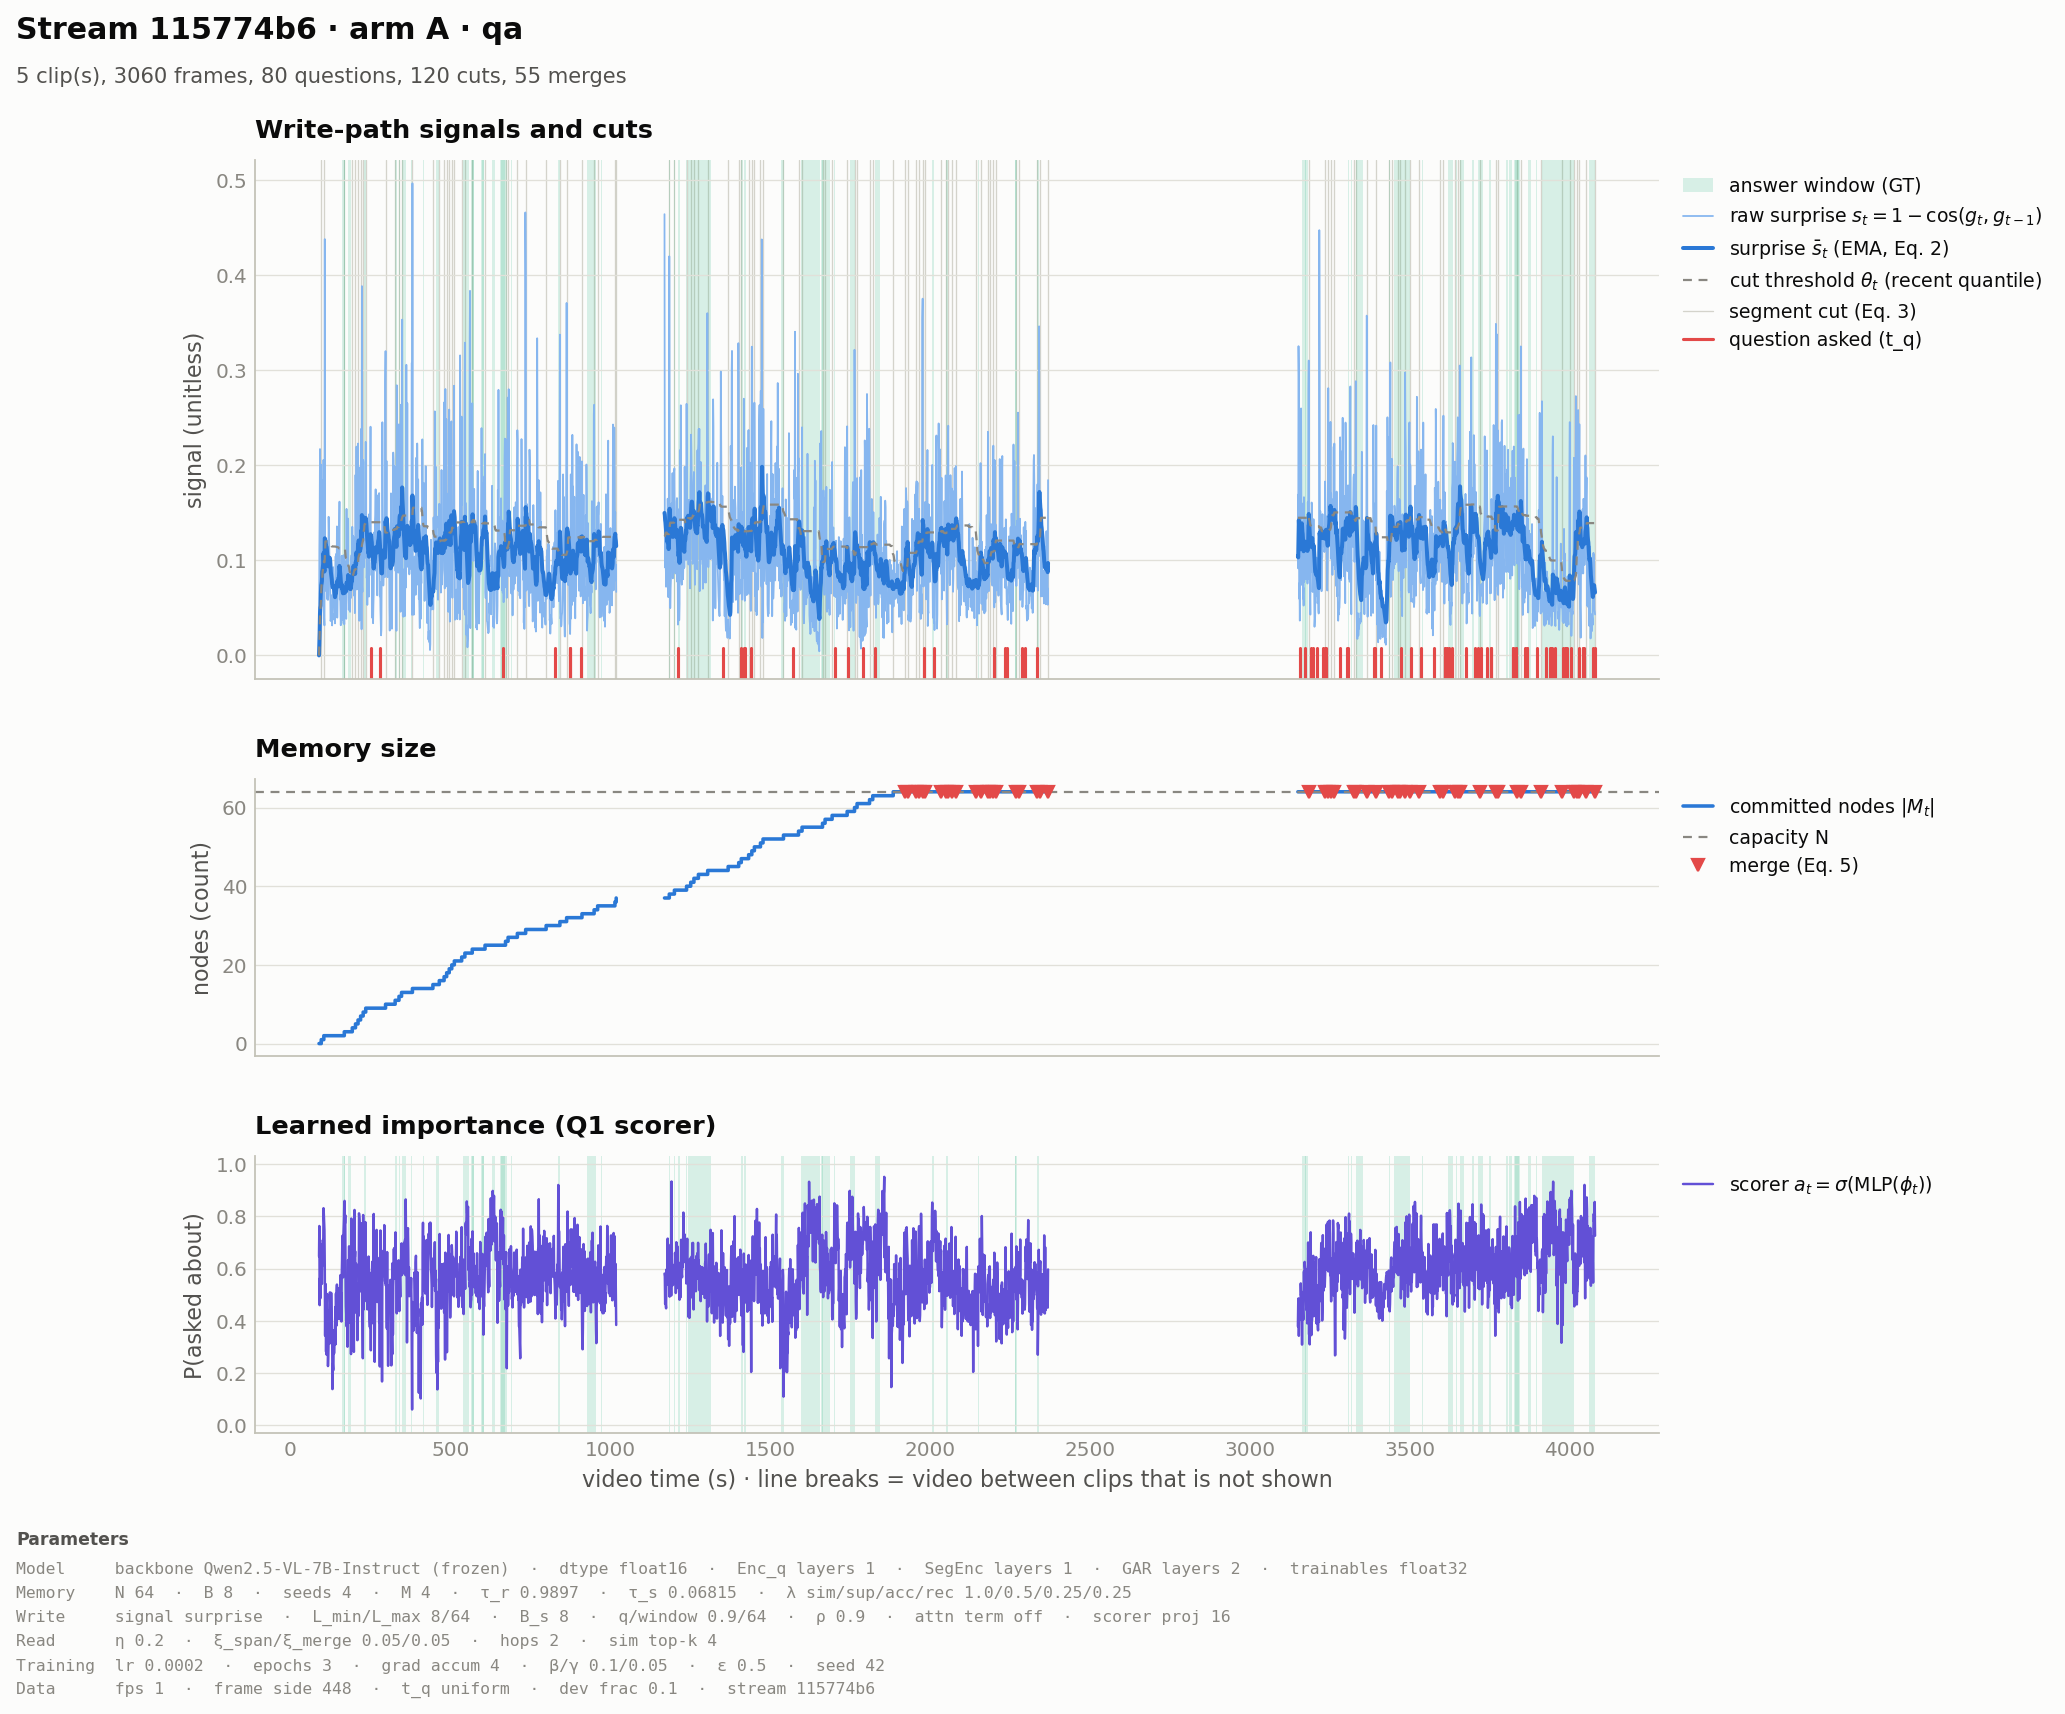 Stream 115774b6 · arm A · qa
5 clip(s), 3060 frames, 80 questions, 120 cuts, 55 merges
Write-path signals and cuts
0.5
0.4
0.3
0.2
0.1
0.0
signal (unitless)
answer window (GT)
raw surprise s_t = 1 − cos(g_t, g_{t−1})
surprise s̄_t (EMA, Eq. 2)
cut threshold θ_t (recent quantile)
segment cut (Eq. 3)
question asked (t_q)
Memory size
60
40
20
0
nodes (count)
committed nodes |M_t|
capacity N
merge (Eq. 5)
Learned importance (Q1 scorer)
1.0
0.8
0.6
0.4
0.2
0.0
P(asked about)
scorer a_t = σ(MLP(ϕ_t))
0 500 1000 1500 2000 2500 3000 3500 4000
video time (s) · line breaks = video between clips that is not shown
Parameters
Model backbone Qwen2.5-VL-7B-Instruct (frozen) · dtype float16 · Enc_q layers 1 · SegEnc layers 1 · GAR layers 2 · trainables float32
Memory N 64 · B 8 · seeds 4 · M 4 · τ_r 0.9897 · τ_s 0.06815 · λ sim/sup/acc/rec 1.0/0.5/0.25/0.25
Write signal surprise · L_min/L_max 8/64 · B_s 8 · q/window 0.9/64 · ρ 0.9 · attn term off · scorer proj 16
Read η 0.2 · ξ_span/ξ_merge 0.05/0.05 · hops 2 · sim top-k 4
Training lr 0.0002 · epochs 3 · grad accum 4 · β/γ 0.1/0.05 · ε 0.5 · seed 42
Data fps 1 · frame side 448 · t_q uniform · dev frac 0.1 · stream 115774b6